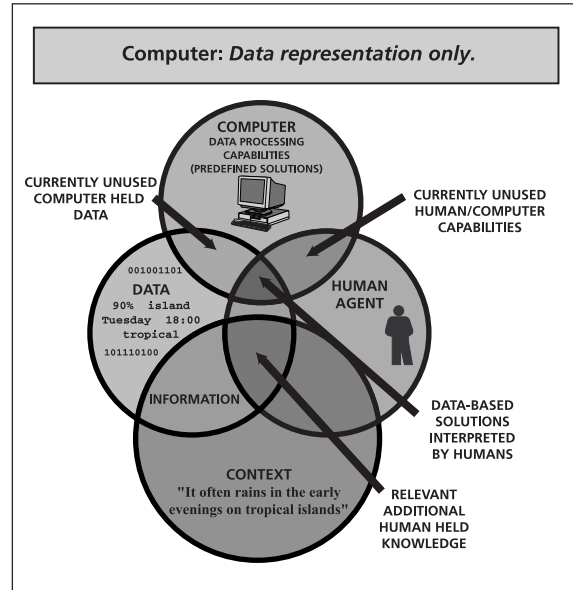 Computer: Data representation only.
COMPUTER
DATA PROCESSING
CAPABILITIES
(PREDEFINED SOLUTIONS)
CURRENTLY UNUSED
COMPUTER HELD
DATA
CURRENTLY UNUSED
HUMAN/COMPUTER
CAPABILITIES
001001101
DATA
90% island
Tuesday 18:00
tropical
101110100
HUMAN
AGENT
INFORMATION
DATA-BASED
SOLUTIONS
INTERPRETED
BY HUMANS
CONTEXT
"It often rains in the early
evenings on tropical islands"
RELEVANT
ADDITIONAL
HUMAN HELD
KNOWLEDGE